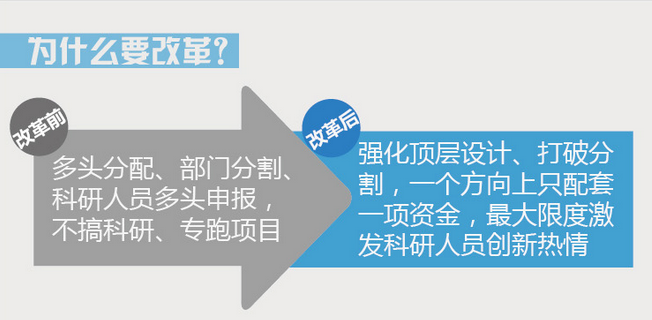 为什么要改革?
改革前
多头分配、部门分割、
科研人员多头申报，
不搞科研、专跑项目
改革后
强化顶层设计、打破分
割，一个方向上只配套
一项资金，最大限度激
发科研人员创新热情